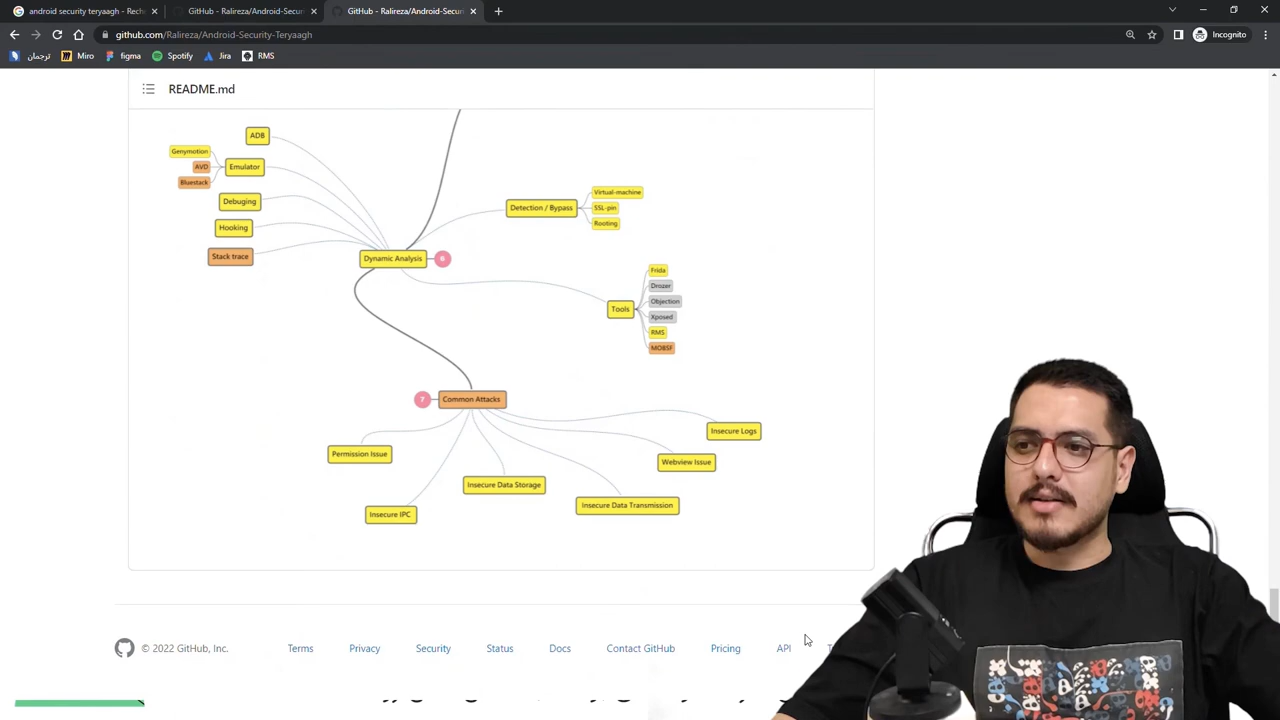 android security teryaagh - Rech
GitHub - Ralireza/Android-Securi
GitHub - Ralireza/Android-Securi
github.com/Ralireza/Android-Security-Teryaagh
Incognito
ترجمان
Miro
figma
Spotify
Jira
RMS
README.md
ADB
Genymotion
AVD
Bluestack
Emulator
Debuging
Hooking
Stack trace
Dynamic Analysis
6
Detection / Bypass
Virtual-machine
SSL-pin
Rooting
Tools
Frida
Drozer
Objection
Xposed
RMS
MOBSF
7
Common Attacks
Insecure Logs
Permission Issue
Webview Issue
Insecure Data Storage
Insecure Data Transmission
Insecure IPC
© 2022 GitHub, Inc.
Terms
Privacy
Security
Status
Docs
Contact GitHub
Pricing
API